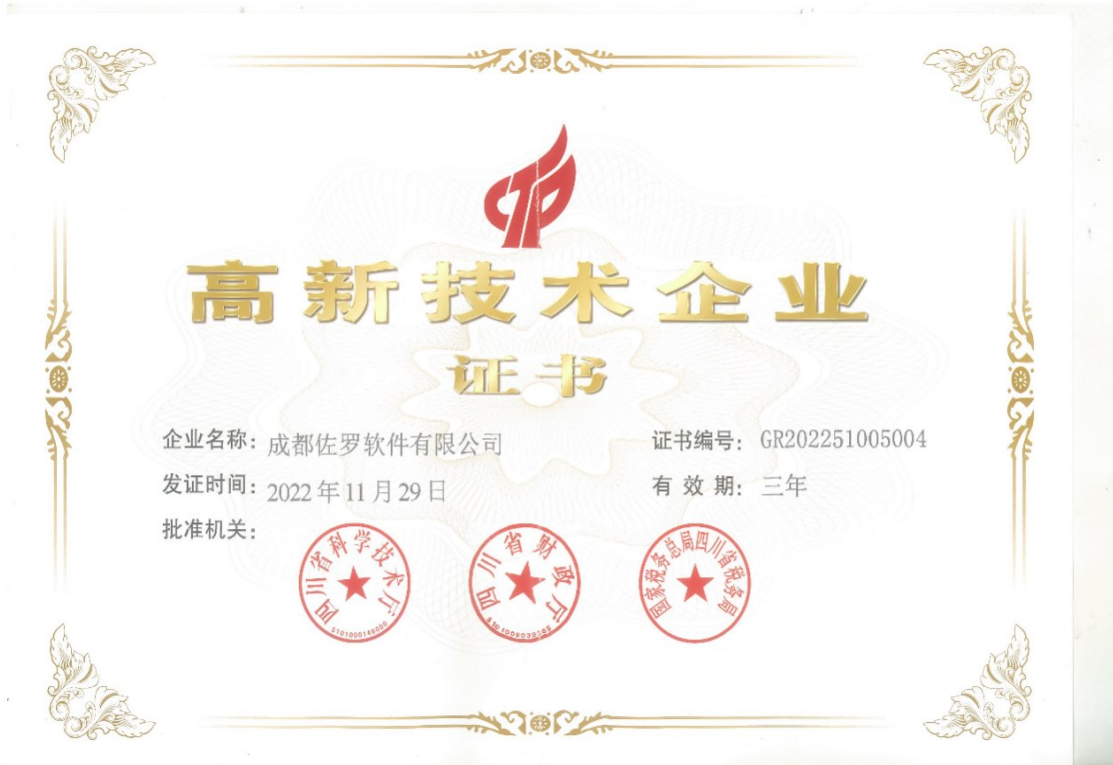 高新技术企业
证书
企业名称：成都佐罗软件有限公司
证书编号：GR202251005004
发证时间：2022年11月29日
有效期：三年
批准机关：
四川省科学技术厅
四川省财政厅
国家税务总局四川省税务局